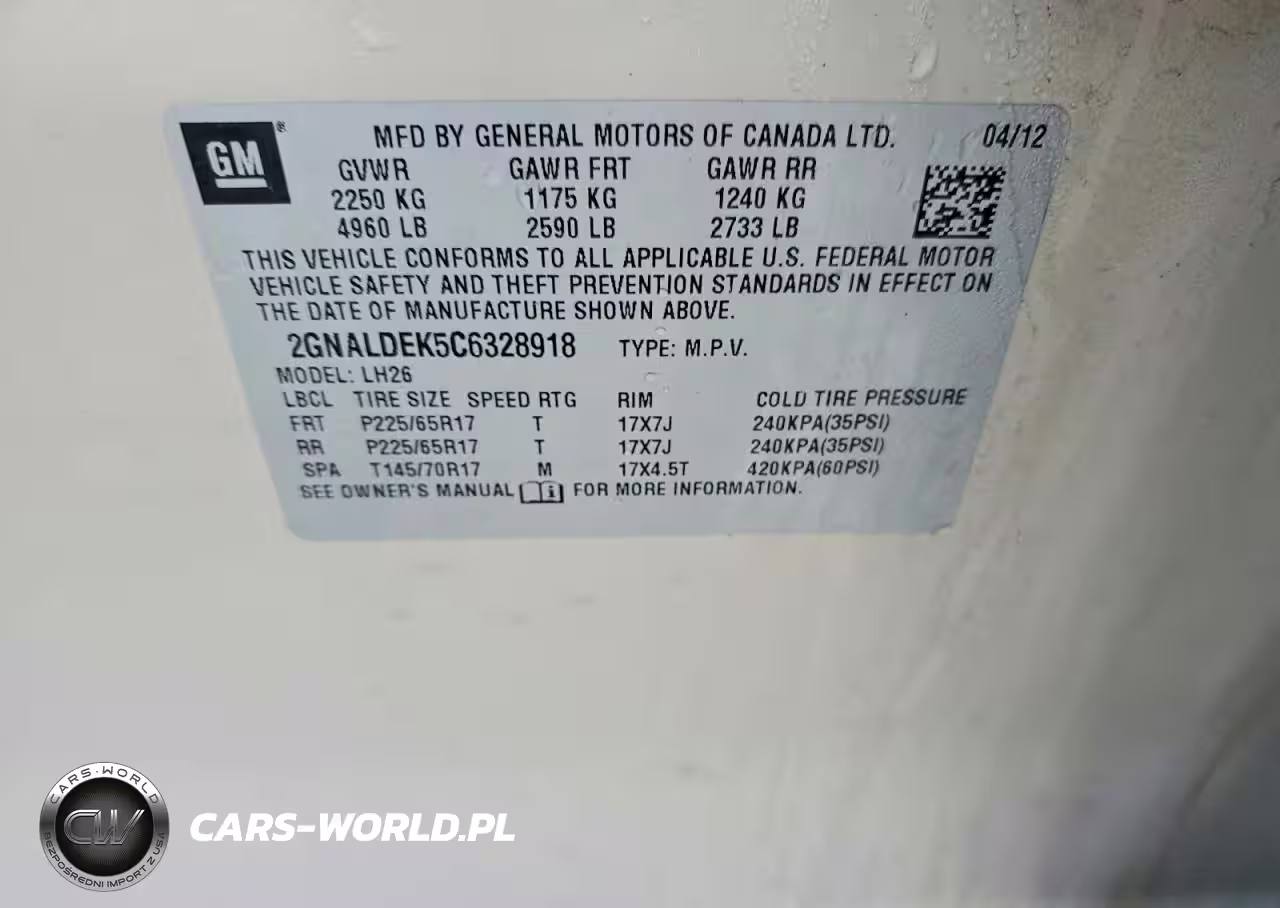 GM
MFD BY GENERAL MOTORS OF CANADA LTD. 04/12
GVWR GAWR FRT GAWR RR
2250 KG 1175 KG 1240 KG
4960 LB 2590 LB 2733 LB
THIS VEHICLE CONFORMS TO ALL APPLICABLE U.S. FEDERAL MOTOR
VEHICLE SAFETY AND THEFT PREVENTION STANDARDS IN EFFECT ON
THE DATE OF MANUFACTURE SHOWN ABOVE.
2GNALDEK5C6328918 TYPE: M.P.V.
MODEL: LH26
LBCL TIRE SIZE SPEED RTG RIM COLD TIRE PRESSURE
FRT P225/65R17 T 17X7J 240KPA(35PSI)
RR P225/65R17 T 17X7J 240KPA(35PSI)
SPA T145/70R17 M 17X4.5T 420KPA(60PSI)
SEE OWNER'S MANUAL FOR MORE INFORMATION.
CARS-WORLD
CW
BEZPOŚREDNI IMPORT Z USA
CARS-WORLD.PL